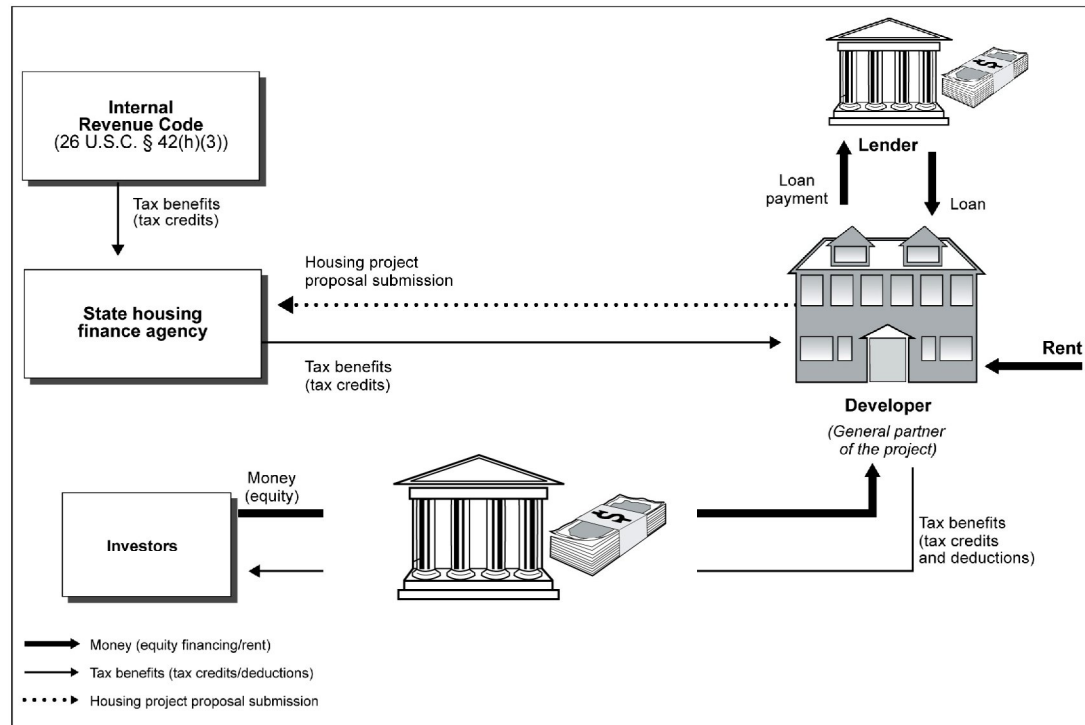 Internal
Revenue Code
(26 U.S.C. § 42(h)(3))
Tax benefits
(tax credits)
State housing
finance agency
Housing project
proposal submission
Tax benefits
(tax credits)
$
Lender
Loan
payment
Loan
Rent
Developer
(General partner
of the project)
Money
(equity)
Investors
$
Tax benefits
(tax credits
and deductions)
Money (equity financing/rent)
Tax benefits (tax credits/deductions)
Housing project proposal submission